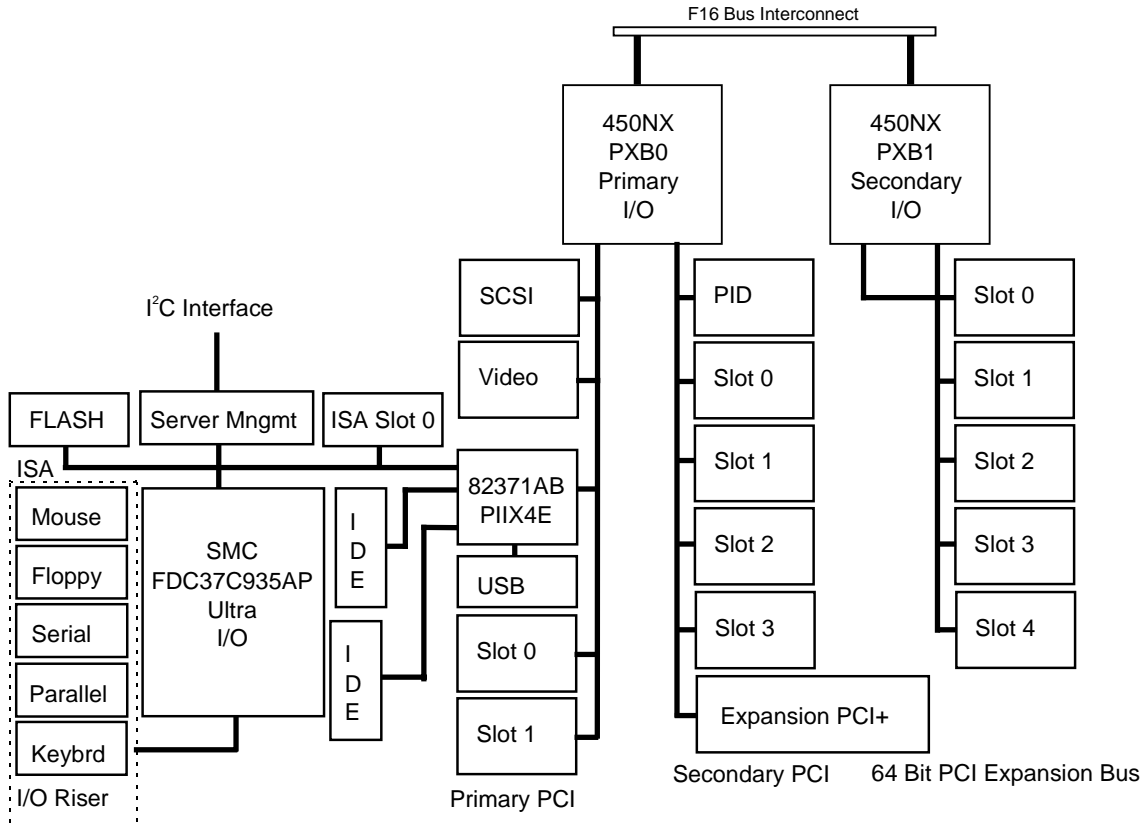 F16 Bus Interconnect
450NX
PXB0
Primary
I/O
450NX
PXB1
Secondary
I/O
SCSI
Video
PID
Slot 0
Slot 1
Slot 2
Slot 3
Expansion PCI+
Slot 0
Slot 1
Slot 2
Slot 3
Slot 4
I²C Interface
FLASH
Server Mngmt
ISA Slot 0
ISA
82371AB
PIIX4E
USB
Slot 0
Slot 1
Mouse
Floppy
Serial
Parallel
Keybrd
I/O Riser
SMC
FDC37C935AP
Ultra
I/O
I
D
E
I
D
E
Primary PCI
Secondary PCI
64 Bit PCI Expansion Bus